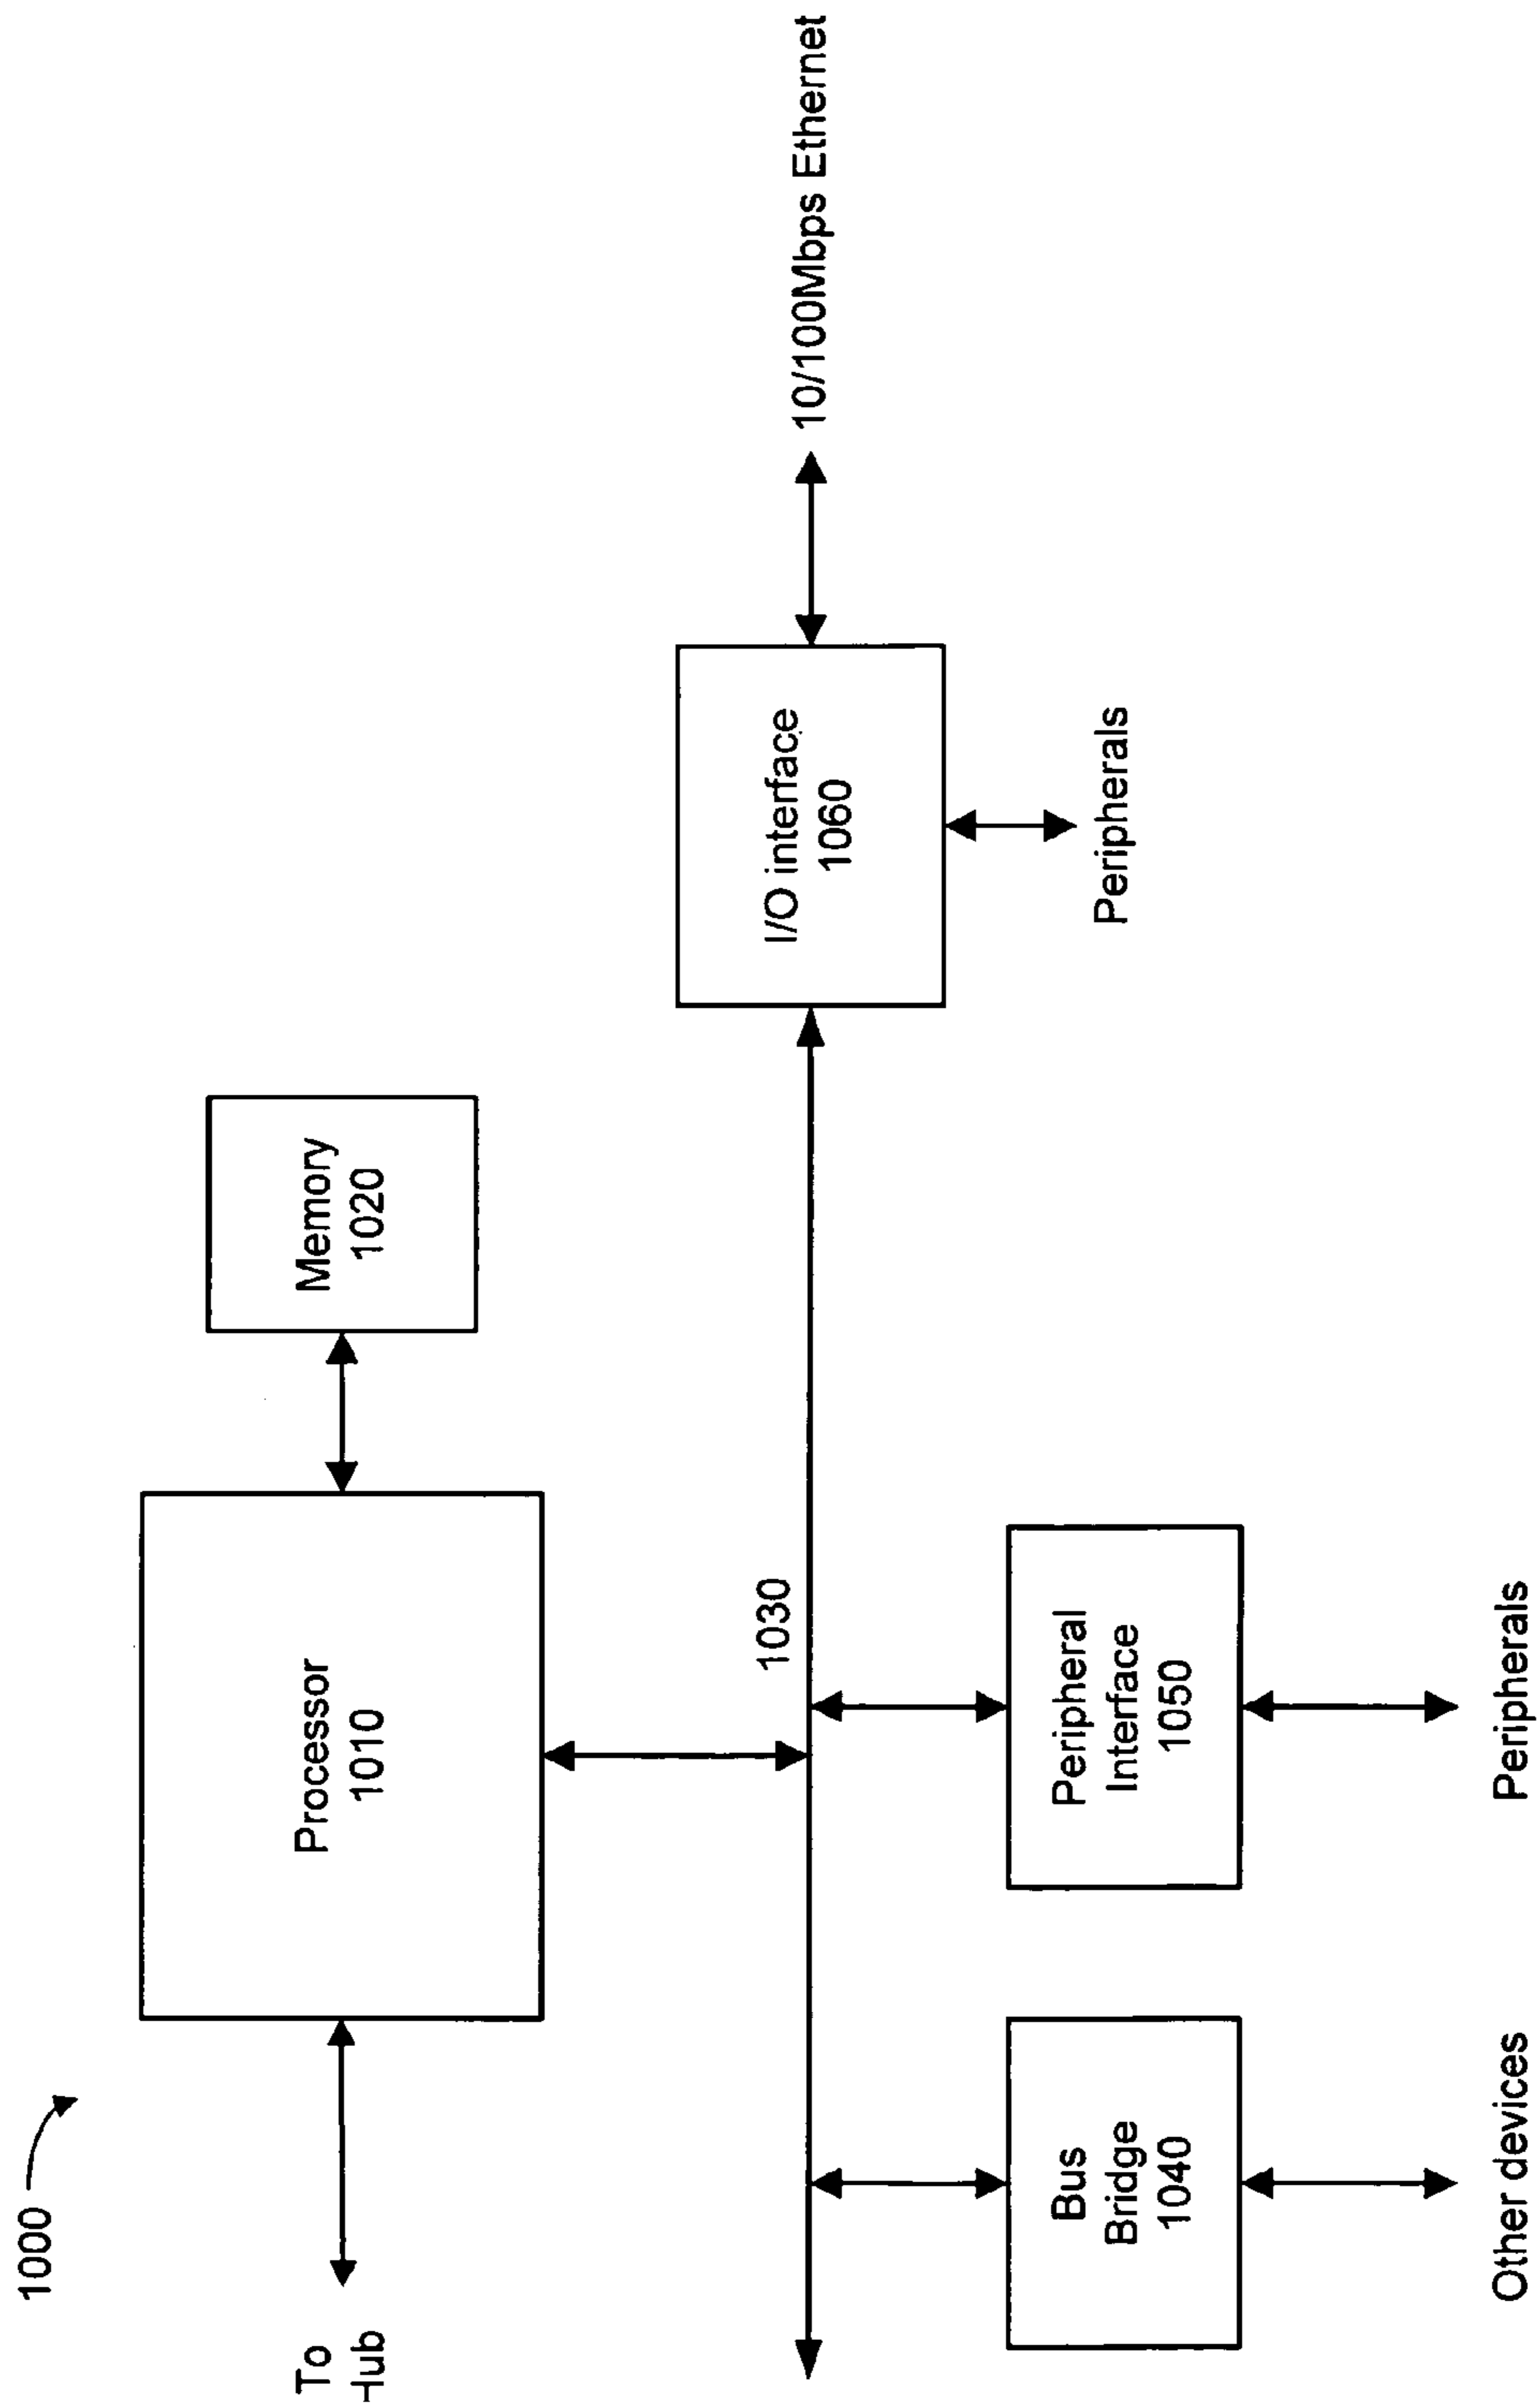 1000
To
Hub
Processor
1010
Memory
1020
1030
I/O interface
1060
10/100Mbps Ethernet
Peripherals
Bus
Bridge
1040
Peripheral
Interface
1050
Other devices
Peripherals